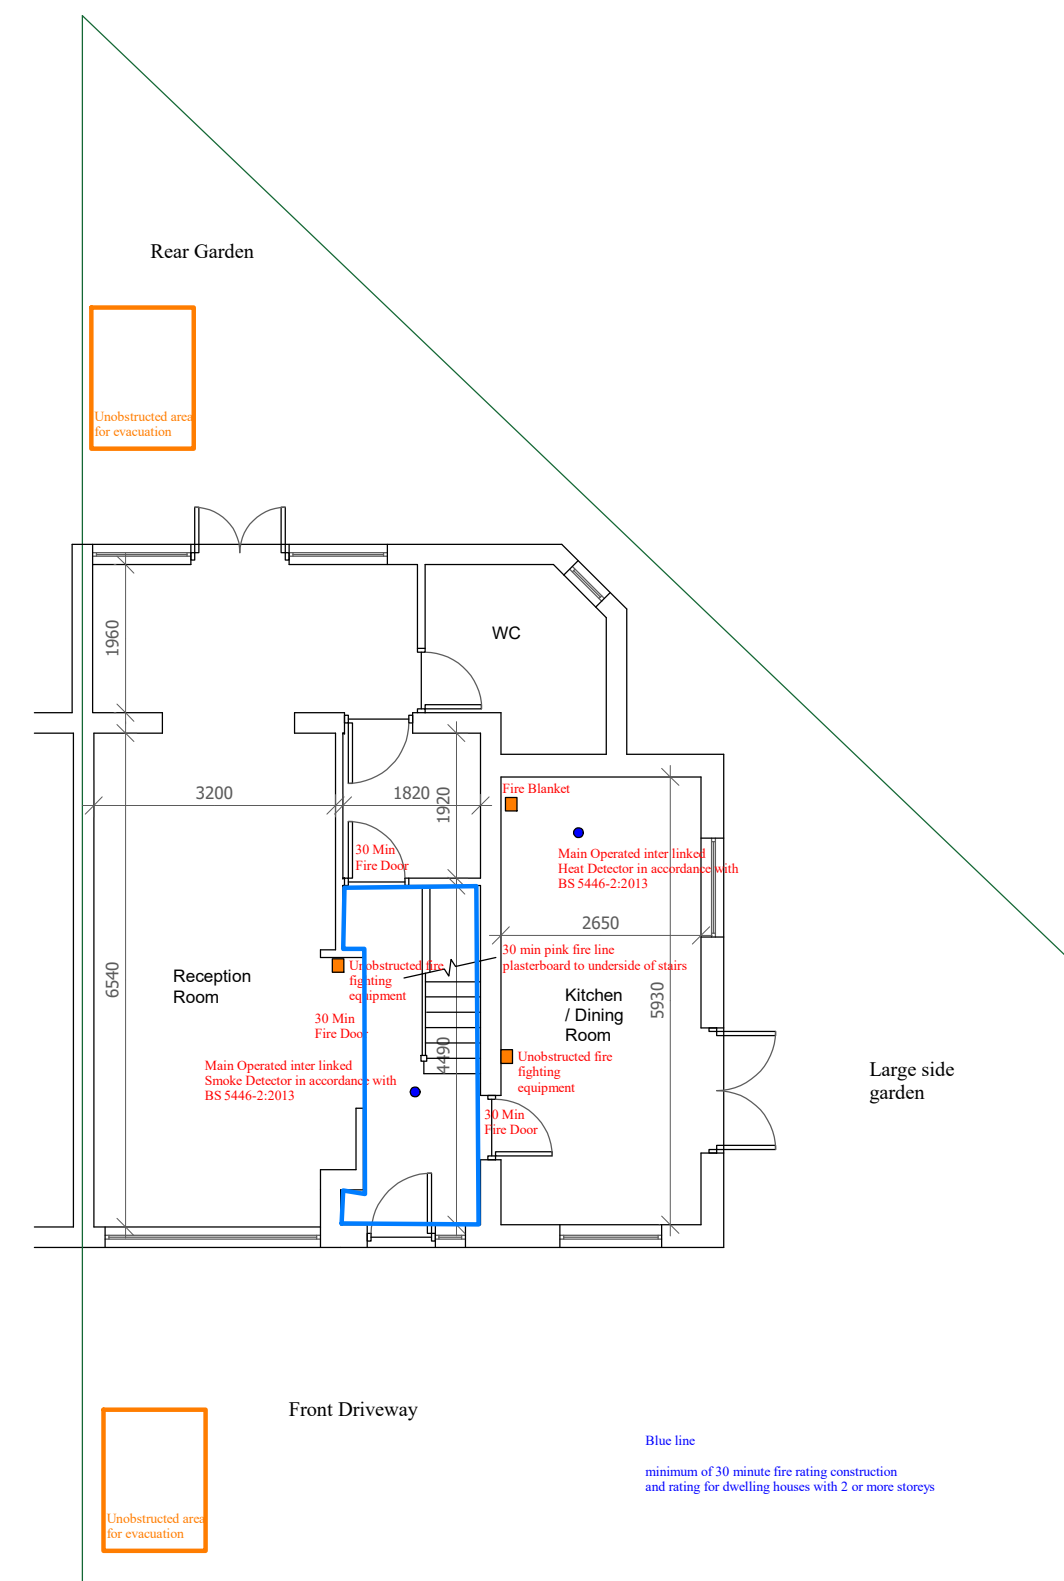 Rear Garden
Unobstructed area
for evacuation
1960
WC
3200
1820
1920
Fire Blanket
30 Min
Fire Door
Main Operated inter linked
Heat Detector in accordance with
BS 5446-2:2013
2650
30 min pink fire line
plasterboard to underside of stairs
Unobstructed fire
fighting
equipment
6540
Reception
Room
Kitchen
/ Dining
Room
5930
30 Min
Fire Door
4490
Unobstructed fire
fighting
equipment
Main Operated inter linked
Smoke Detector in accordance with
BS 5446-2:2013
Large side
garden
30 Min
Fire Door
Front Driveway
Blue line
minimum of 30 minute fire rating construction
and rating for dwelling houses with 2 or more storeys
Unobstructed area
for evacuation